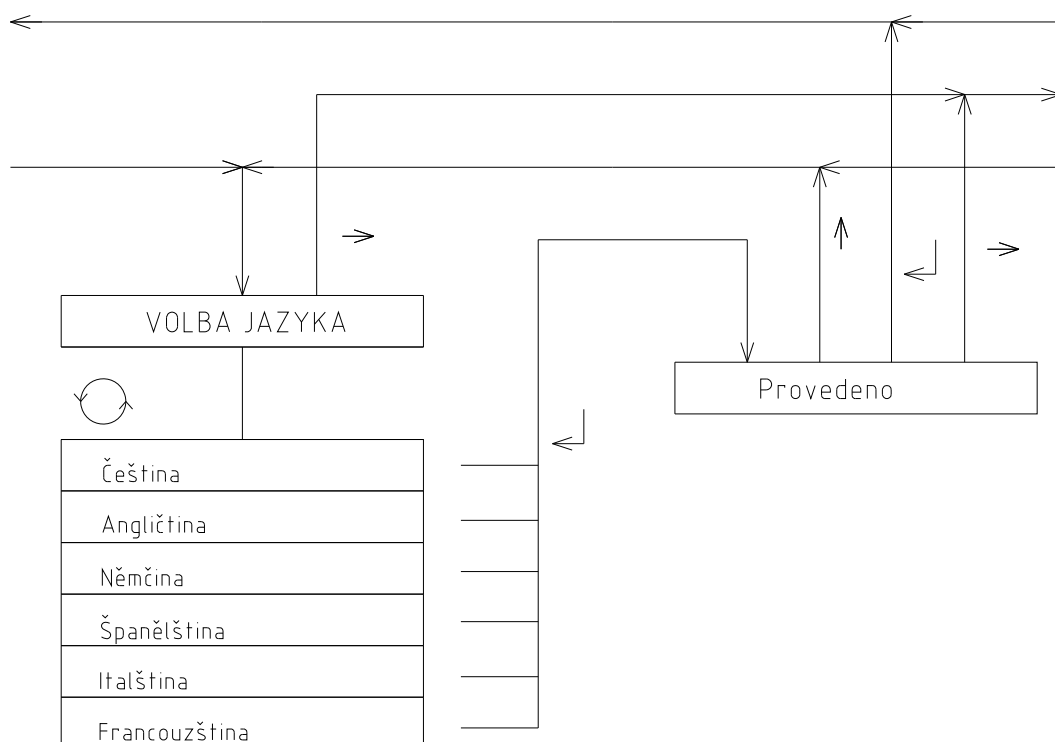 VOLBA JAZYKA
Provedeno
Čeština
Angličtina
Němčina
Španělština
Italština
Francouzština